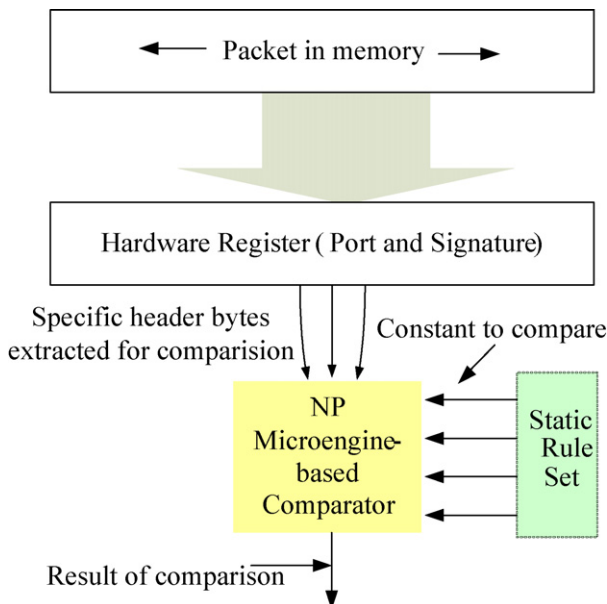 Packet in memory
Hardware Register ( Port and Signature)
Specific header bytes
extracted for comparision
Constant to compare
NP
Microengine-
based
Comparator
Static
Rule
Set
Result of comparison